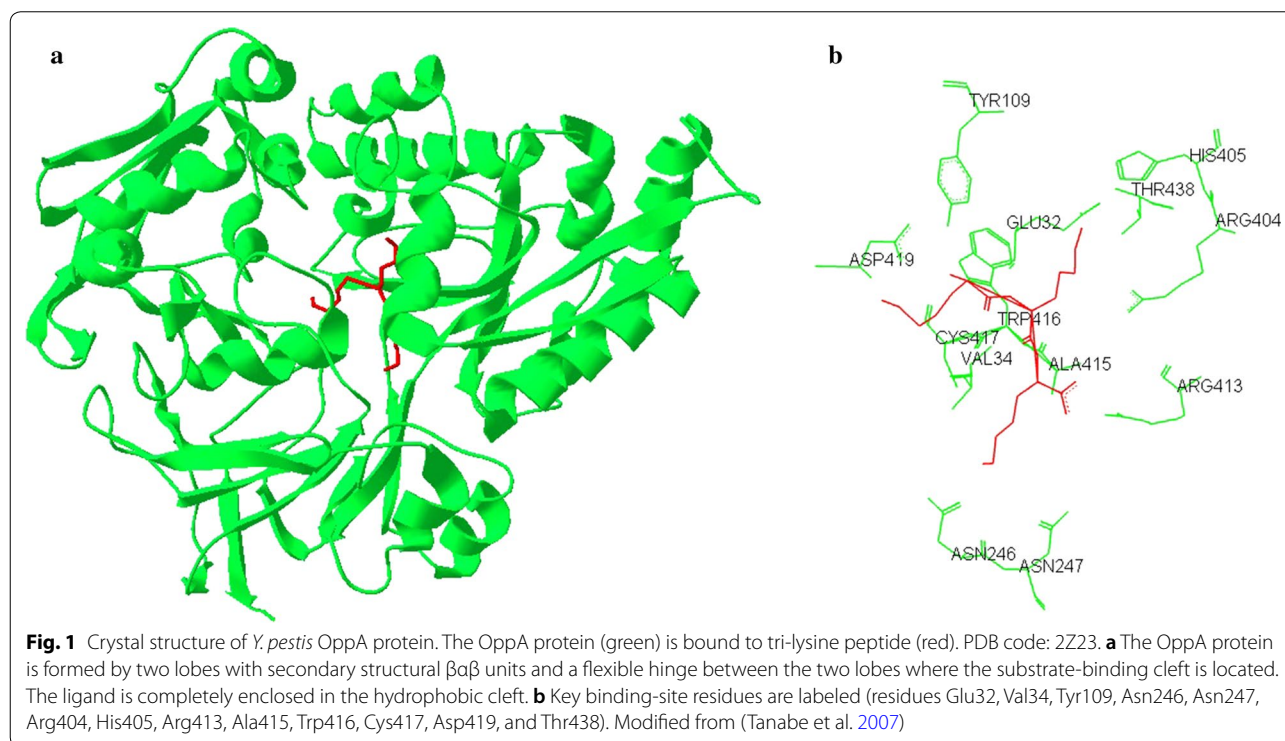 a
b
TYR109
HIS405
THR438
GLU32
ARG404
ASP419
TRP416
CYS417
VAL34
ALA415
ARG413
ASN246
ASN247
Fig. 1 Crystal structure of Y. pestis OppA protein. The OppA protein (green) is bound to tri-lysine peptide (red). PDB code: 2Z23. a The OppA protein
is formed by two lobes with secondary structural βαβ units and a flexible hinge between the two lobes where the substrate-binding cleft is located.
The ligand is completely enclosed in the hydrophobic cleft. b Key binding-site residues are labeled (residues Glu32, Val34, Tyr109, Asn246, Asn247,
Arg404, His405, Arg413, Ala415, Trp416, Cys417, Asp419, and Thr438). Modified from (Tanabe et al. 2007)